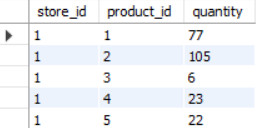 store_id product_id quantity
1 1 77
1 2 105
1 3 6
1 4 23
1 5 22